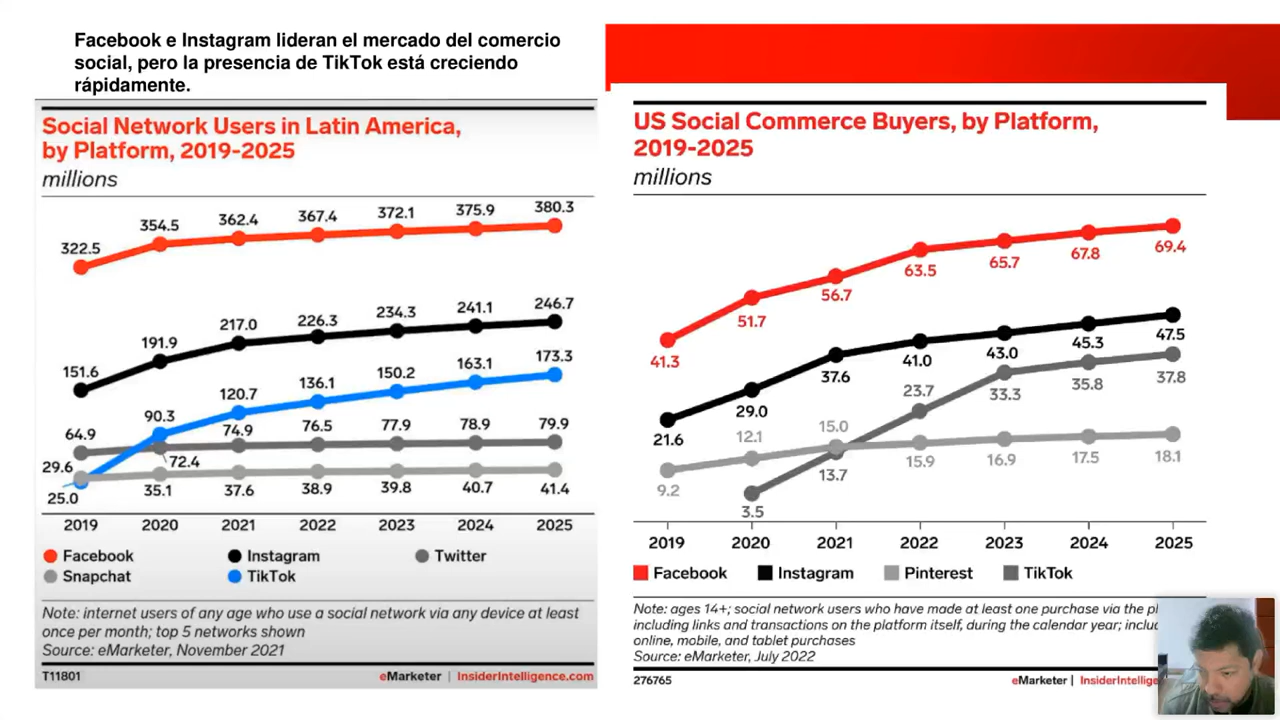 Facebook e Instagram lideran el mercado del comercio
social, pero la presencia de TikTok está creciendo
rápidamente.
Social Network Users in Latin America,
by Platform, 2019-2025
millions
322.5 354.5 362.4 367.4 372.1 375.9 380.3
151.6 191.9 217.0 226.3 234.3 241.1 246.7
90.3 120.7 136.1 150.2 163.1 173.3
64.9 74.9 76.5 77.9 78.9 79.9
72.4
29.6
25.0 35.1 37.6 38.9 39.8 40.7 41.4
2019 2020 2021 2022 2023 2024 2025
Facebook Instagram Twitter
Snapchat TikTok
Note: internet users of any age who use a social network via any device at least
once per month; top 5 networks shown
Source: eMarketer, November 2021
T11801 eMarketer | InsiderIntelligence.com
US Social Commerce Buyers, by Platform,
2019-2025
millions
41.3 51.7 56.7 63.5 65.7 67.8 69.4
21.6 29.0 37.6 41.0 43.0 45.3 47.5
23.7 33.3 35.8 37.8
9.2 12.1 15.0 15.9 16.9 17.5 18.1
3.5 13.7
2019 2020 2021 2022 2023 2024 2025
Facebook Instagram Pinterest TikTok
Note: ages 14+; social network users who have made at least one purchase via the
including links and transactions on the platform itself, during the calendar year;
online, mobile, and tablet purchases
Source: eMarketer, July 2022
276765 eMarketer |